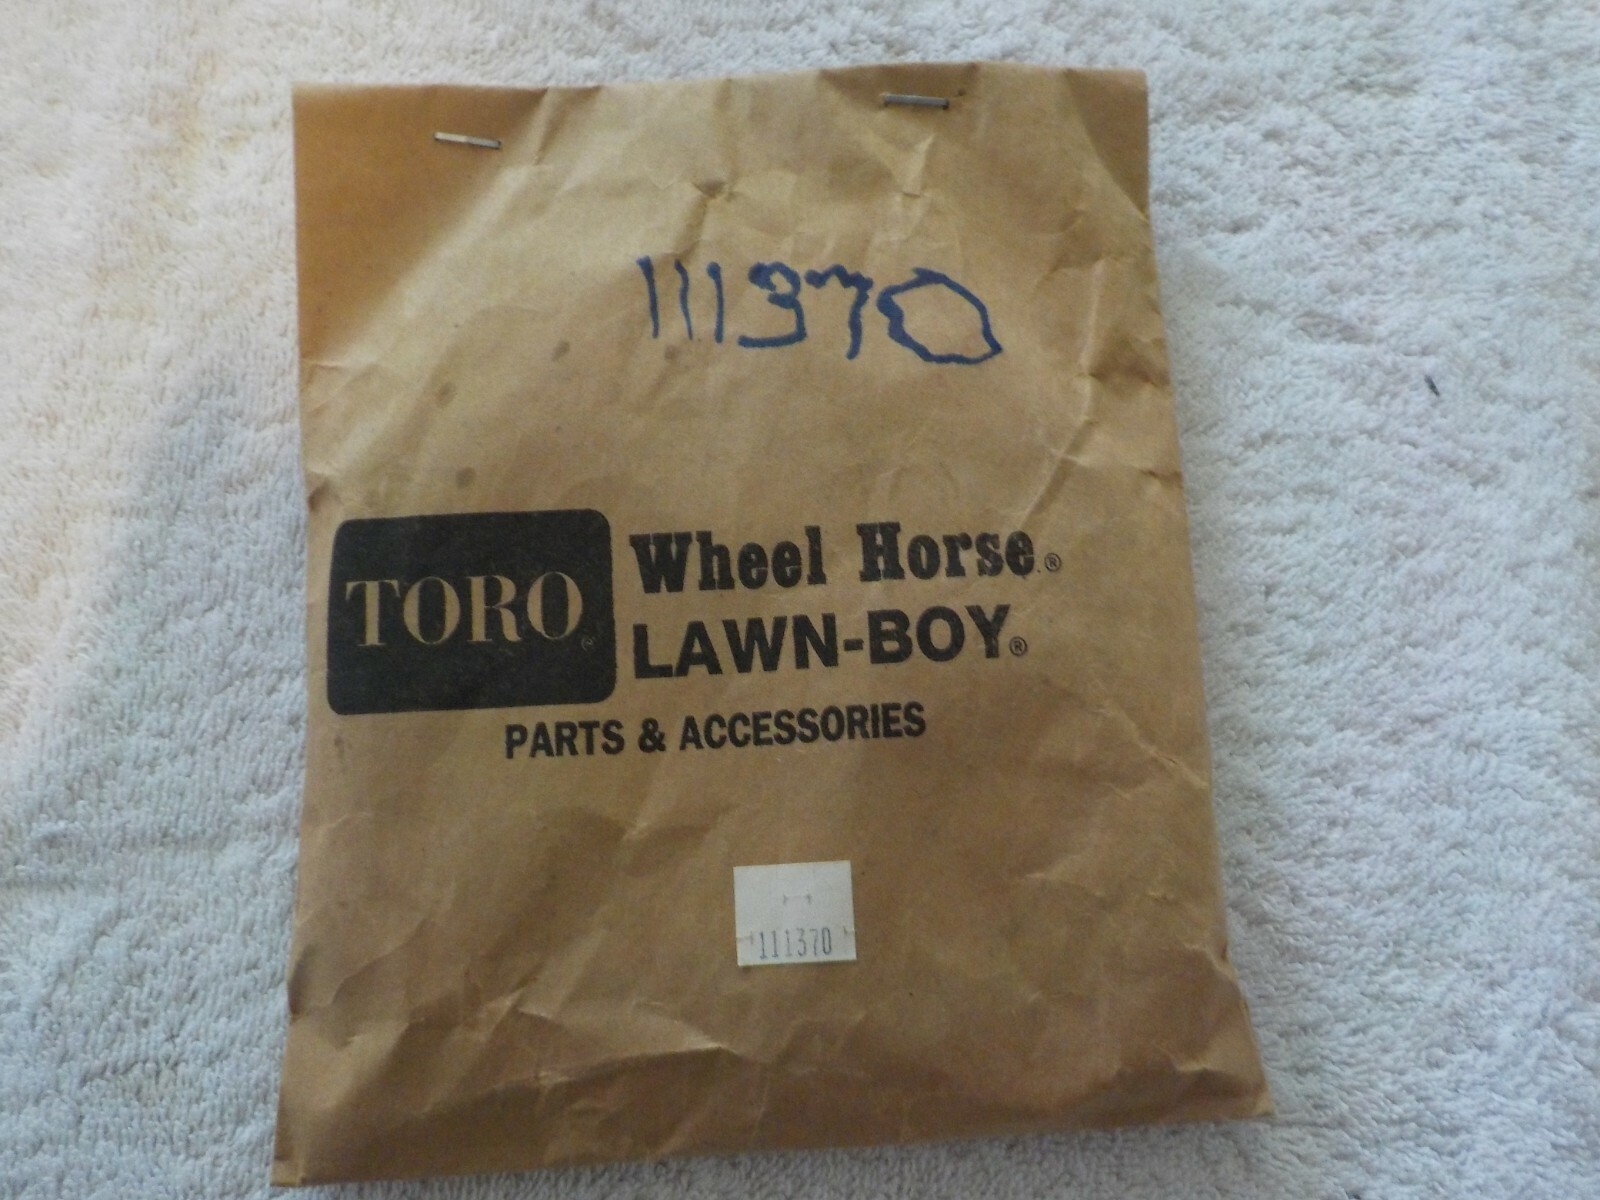 111370
TORO®
Wheel Horse®
LAWN-BOY®
PARTS & ACCESSORIES
111370